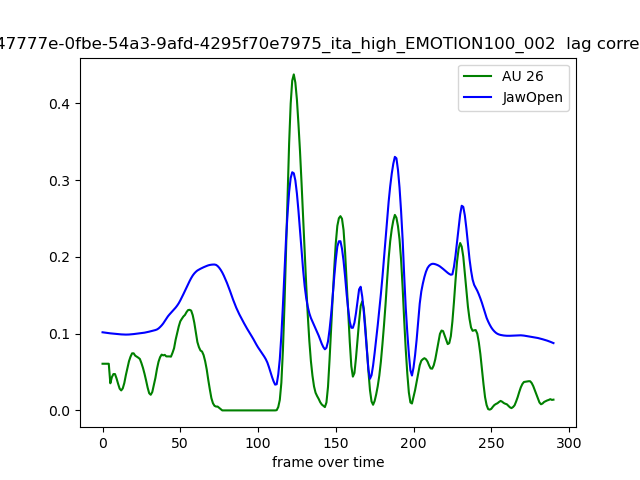 47777e-0fbe-54a3-9afd-4295f70e7975_ita_high_EMOTION100_002 lag corre
AU 26
JawOpen
0.4
0.3
0.2
0.1
0.0
0 50 100 150 200 250 300
frame over time